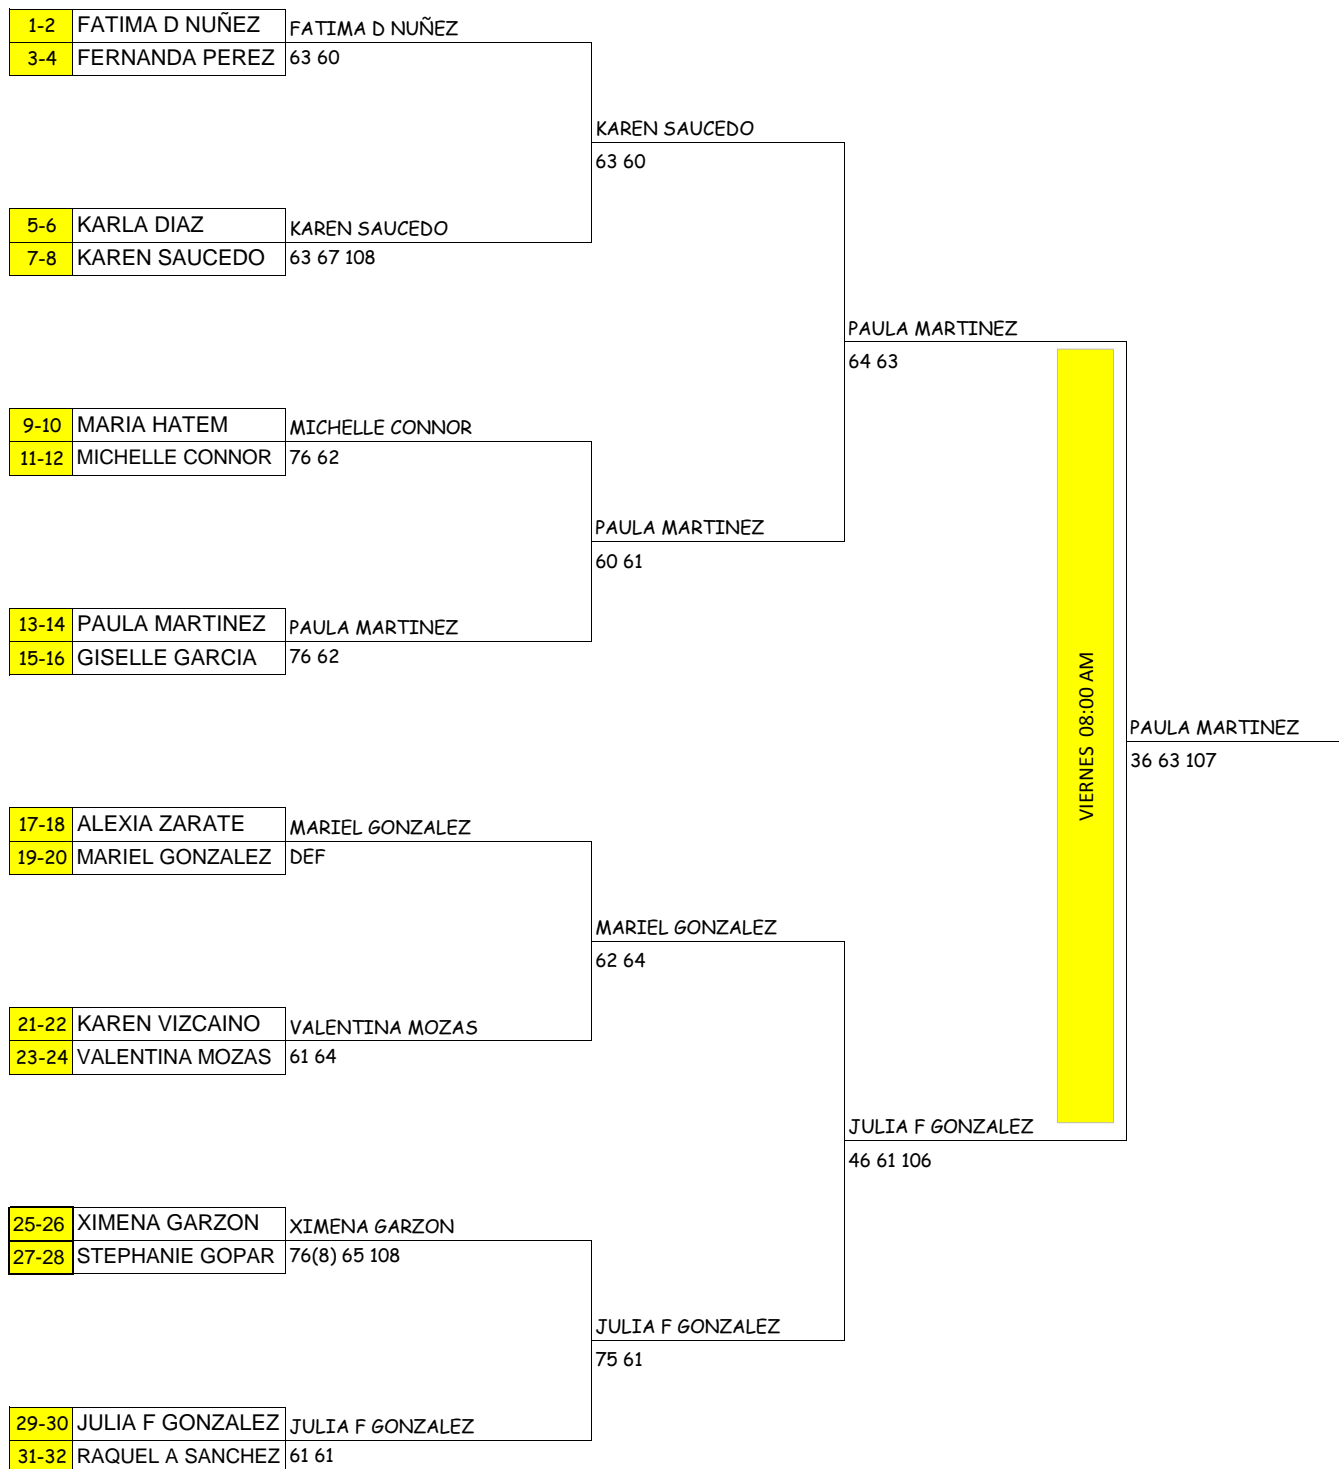 1-2 FATIMA D NUÑEZ FATIMA D NUÑEZ
3-4 FERNANDA PEREZ 63 60
KAREN SAUCEDO
63 60
5-6 KARLA DIAZ KAREN SAUCEDO
7-8 KAREN SAUCEDO 63 67 108
PAULA MARTINEZ
64 63
9-10 MARIA HATEM MICHELLE CONNOR
11-12 MICHELLE CONNOR 76 62
PAULA MARTINEZ
60 61
13-14 PAULA MARTINEZ PAULA MARTINEZ
15-16 GISELLE GARCIA 76 62
VIERNES 08:00 AM
PAULA MARTINEZ
36 63 107
17-18 ALEXIA ZARATE MARIEL GONZALEZ
19-20 MARIEL GONZALEZ DEF
MARIEL GONZALEZ
62 64
21-22 KAREN VIZCAINO VALENTINA MOZAS
23-24 VALENTINA MOZAS 61 64
JULIA F GONZALEZ
46 61 106
25-26 XIMENA GARZON XIMENA GARZON
27-28 STEPHANIE GOPAR 76(8) 65 108
JULIA F GONZALEZ
75 61
29-30 JULIA F GONZALEZ JULIA F GONZALEZ
31-32 RAQUEL A SANCHEZ 61 61